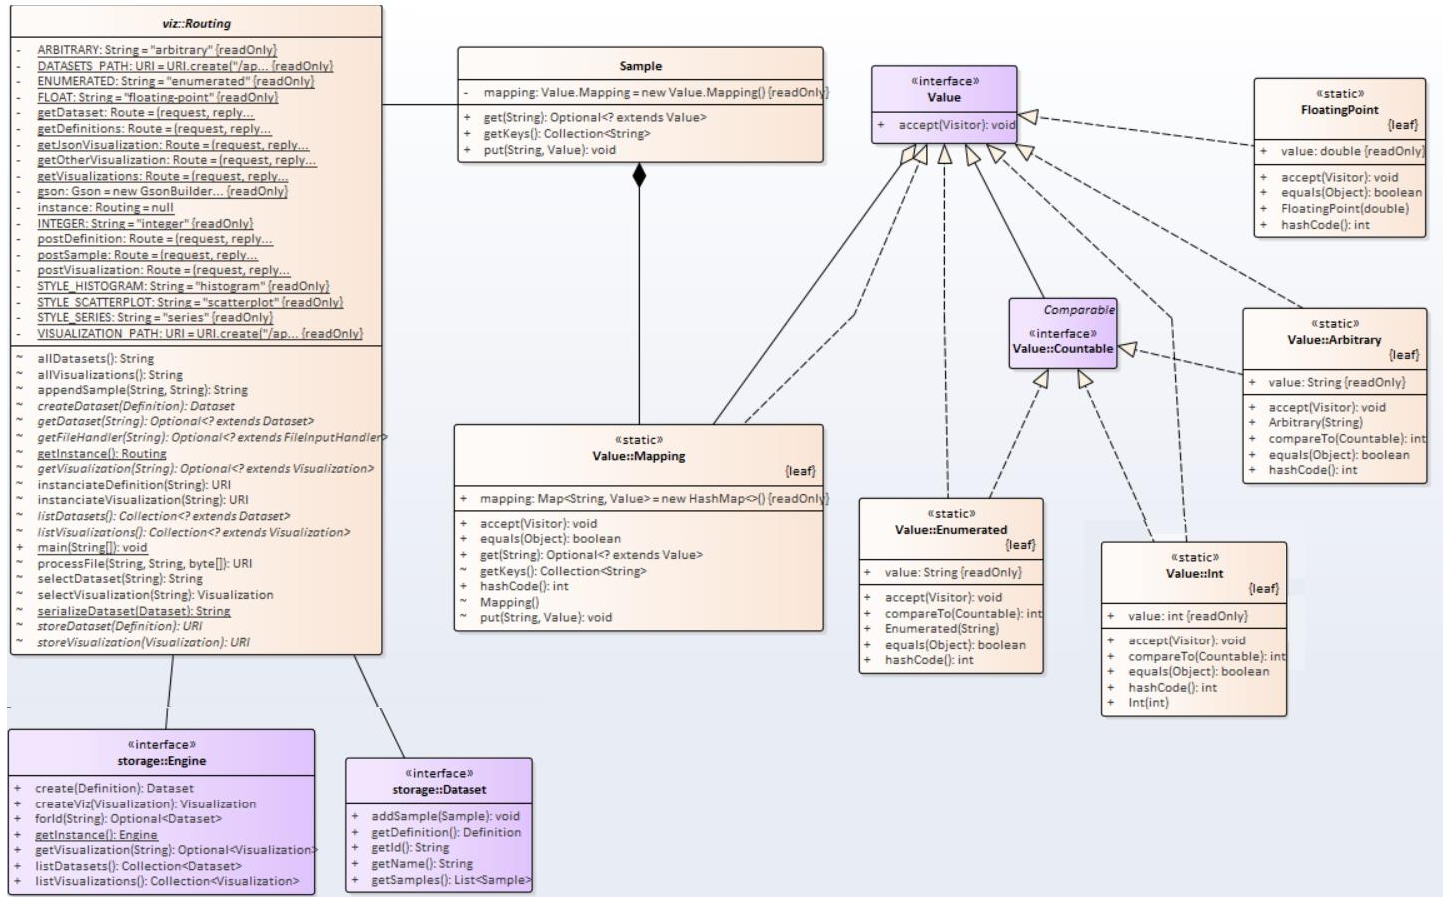 viz::Routing
- ARBITRARY: String = "arbitrary" {readOnly}
- DATASETS_PATH: URI = URI.create("/ap... {readOnly}
- ENUMERATED: String = "enumerated" {readOnly}
- FLOAT: String = "floating-point" {readOnly}
- getDataset: Route = (request, reply...
- getDefinitions: Route = (request, reply...
- getJsonVisualization: Route = (request, reply...
- getOtherVisualization: Route = (request, reply...
- getVisualizations: Route = (request, reply...
- gson: Gson = new GsonBuilder... {readOnly}
- instance: Routing = null
- INTEGER: String = "integer" {readOnly}
- postDefinition: Route = (request, reply...
- postSample: Route = (request, reply...
- postVisualization: Route = (request, reply...
- STYLE_HISTOGRAM: String = "histogram" {readOnly}
- STYLE_SCATTERPLOT: String = "scatterplot" {readOnly}
- STYLE_SERIES: String = "series" {readOnly}
- VISUALIZATION_PATH: URI = URI.create("/ap... {readOnly}
~ allDatasets(): String
~ allVisualizations(): String
~ appendSample(String, String): String
~ createDataset(Definition): Dataset
~ getDataset(String): Optional<? extends Dataset>
~ getFileHandler(String): Optional<? extends FileInputHandler>
~ getInstance(): Routing
~ getVisualization(String): Optional<? extends Visualization>
~ instanciateDefinition(String): URI
~ instanciateVisualization(String): URI
~ listDatasets(): Collection<? extends Dataset>
~ listVisualizations(): Collection<? extends Visualization>
+ main(String[]): void
~ processFile(String, String, byte[]): URI
~ selectDataset(String): String
~ selectVisualization(String): Visualization
~ serializeDataset(Dataset): String
~ storeDataset(Definition): URI
~ storeVisualization(Visualization): URI
Sample
- mapping: Value.Mapping = new Value.Mapping() {readOnly}
+ get(String): Optional<? extends Value>
+ getKeys(): Collection<String>
+ put(String, Value): void
«interface»
Value
+ accept(Visitor): void
«static»
FloatingPoint
{leaf}
+ value: double {readOnly}
+ accept(Visitor): void
+ equals(Object): boolean
+ FloatingPoint(double)
+ hashCode(): int
Comparable
«interface»
Value::Countable
«static»
Value::Arbitrary
{leaf}
+ value: String {readOnly}
+ accept(Visitor): void
+ Arbitrary(String)
+ compareTo(Countable): int
+ equals(Object): boolean
+ hashCode(): int
«static»
Value::Mapping
{leaf}
+ mapping: Map<String, Value> = new HashMap<>() {readOnly}
+ accept(Visitor): void
+ equals(Object): boolean
+ get(String): Optional<? extends Value>
~ getKeys(): Collection<String>
+ hashCode(): int
~ Mapping()
~ put(String, Value): void
«static»
Value::Enumerated
{leaf}
+ value: String {readOnly}
+ accept(Visitor): void
+ compareTo(Countable): int
+ Enumerated(String)
+ equals(Object): boolean
+ hashCode(): int
«static»
Value::Int
{leaf}
+ value: int {readOnly}
+ accept(Visitor): void
+ compareTo(Countable): int
+ equals(Object): boolean
+ hashCode(): int
+ Int(int)
«interface»
storage::Engine
+ create(Definition): Dataset
+ createViz(Visualization): Visualization
+ forId(String): Optional<Dataset>
+ getInstance(): Engine
+ getVisualization(String): Optional<Visualization>
+ listDatasets(): Collection<Dataset>
+ listVisualizations(): Collection<Visualization>
«interface»
storage::Dataset
+ addSample(Sample): void
+ getDefinition(): Definition
+ getId(): String
+ getName(): String
+ getSamples(): List<Sample>